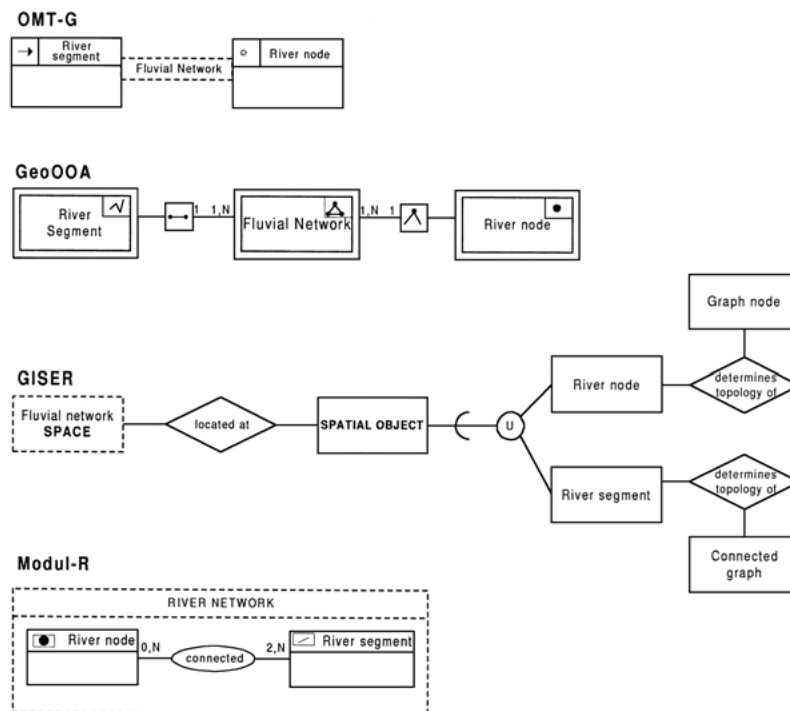 OMT-G
River
segment
Fluvial Network
River node
GeoOOA
River
Segment
1 1,N
Fluvial Network
1,N 1
River node
Graph node
GISER
River node
determines
topology of
Fluvial network
SPACE
located at
SPATIAL OBJECT
U
River segment
determines
topology of
Connected
graph
Modul-R
RIVER NETWORK
River node
0,N
connected
2,N
River segment